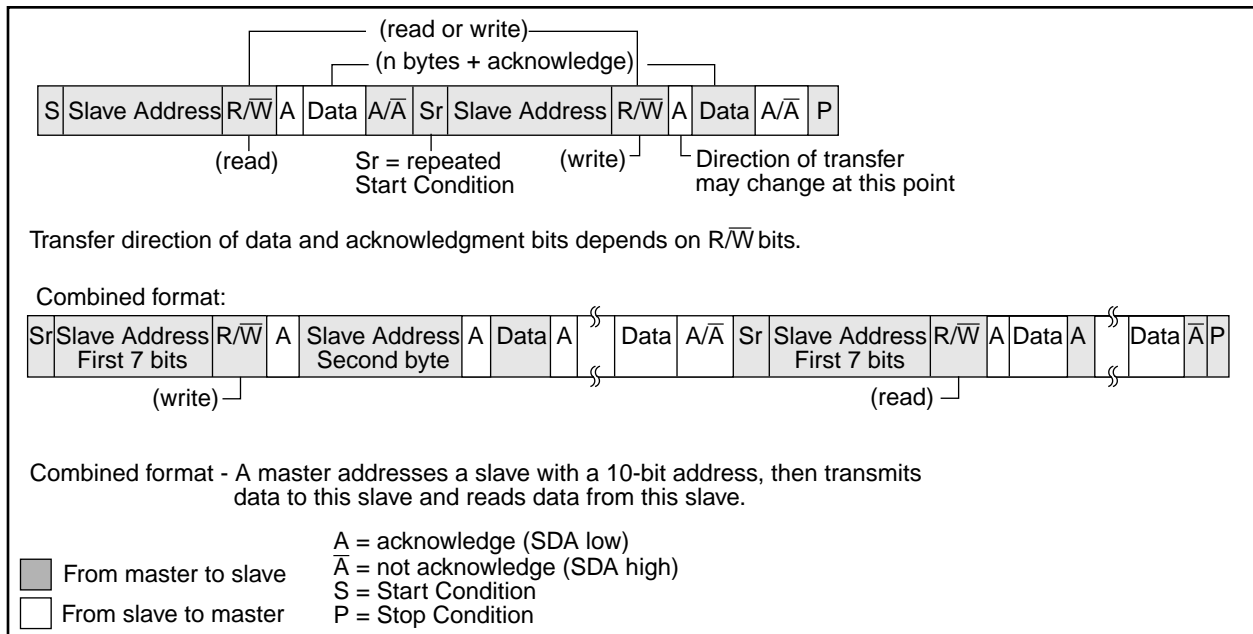 (read or write)
(n bytes + acknowledge)
S Slave Address R/W̅ A Data A/A̅ Sr Slave Address R/W̅ A Data A/A̅ P
(read) Sr = repeated (write) Direction of transfer
Start Condition may change at this point
Transfer direction of data and acknowledgment bits depends on R/W̅ bits.
Combined format:
Sr Slave Address R/W̅ A Slave Address A Data A Data A/A̅ Sr Slave Address R/W̅ A Data A Data A̅ P
First 7 bits Second byte First 7 bits
(write) (read)
Combined format - A master addresses a slave with a 10-bit address, then transmits
data to this slave and reads data from this slave.
A = acknowledge (SDA low)
A̅ = not acknowledge (SDA high)
S = Start Condition
P = Stop Condition
From master to slave
From slave to master